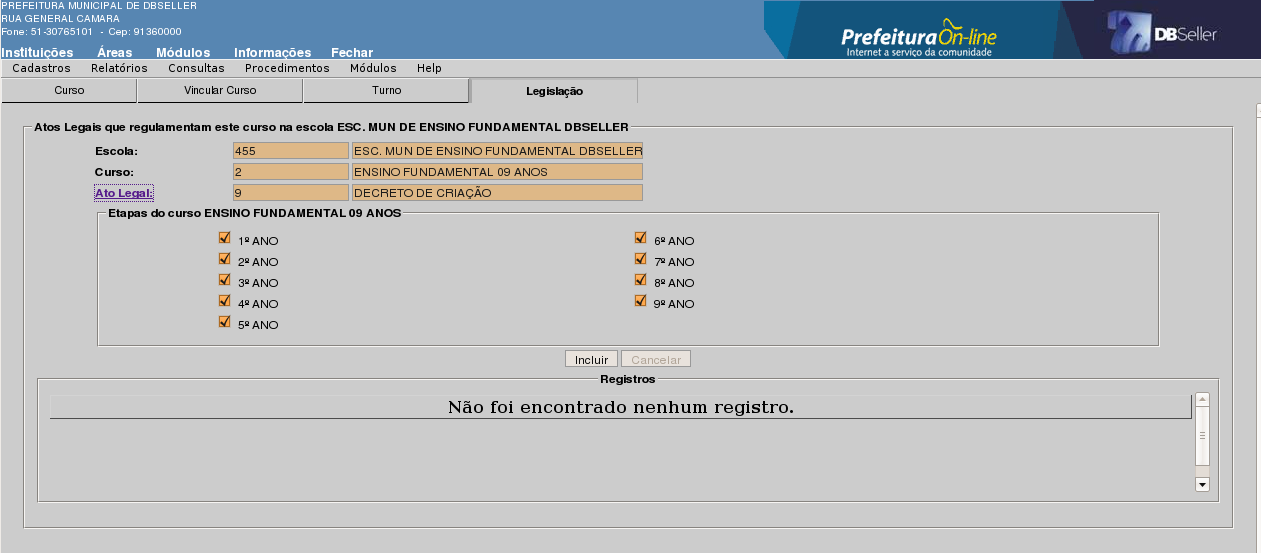 PREFEITURA MUNICIPAL DE DBSELLER
RUA GENERAL CAMARA
Fone: 51-30765101 - Cep: 91360000
Prefeitura On-line
Internet a serviço da comunidade
DBSeller
Instituições Áreas Módulos Informações Fechar
Cadastros Relatórios Consultas Procedimentos Módulos Help
Curso Vincular Curso Turno Legislação
Atos Legais que regulamentam este curso na escola ESC. MUN DE ENSINO FUNDAMENTAL DBSELLER
Escola: 455 ESC. MUN DE ENSINO FUNDAMENTAL DBSELLER
Curso: 2 ENSINO FUNDAMENTAL 09 ANOS
Ato Legal: 9 DECRETO DE CRIAÇÃO
Etapas do curso ENSINO FUNDAMENTAL 09 ANOS
1º ANO 6º ANO
2º ANO 7º ANO
3º ANO 8º ANO
4º ANO 9º ANO
5º ANO
Incluir Cancelar
Registros
Não foi encontrado nenhum registro.